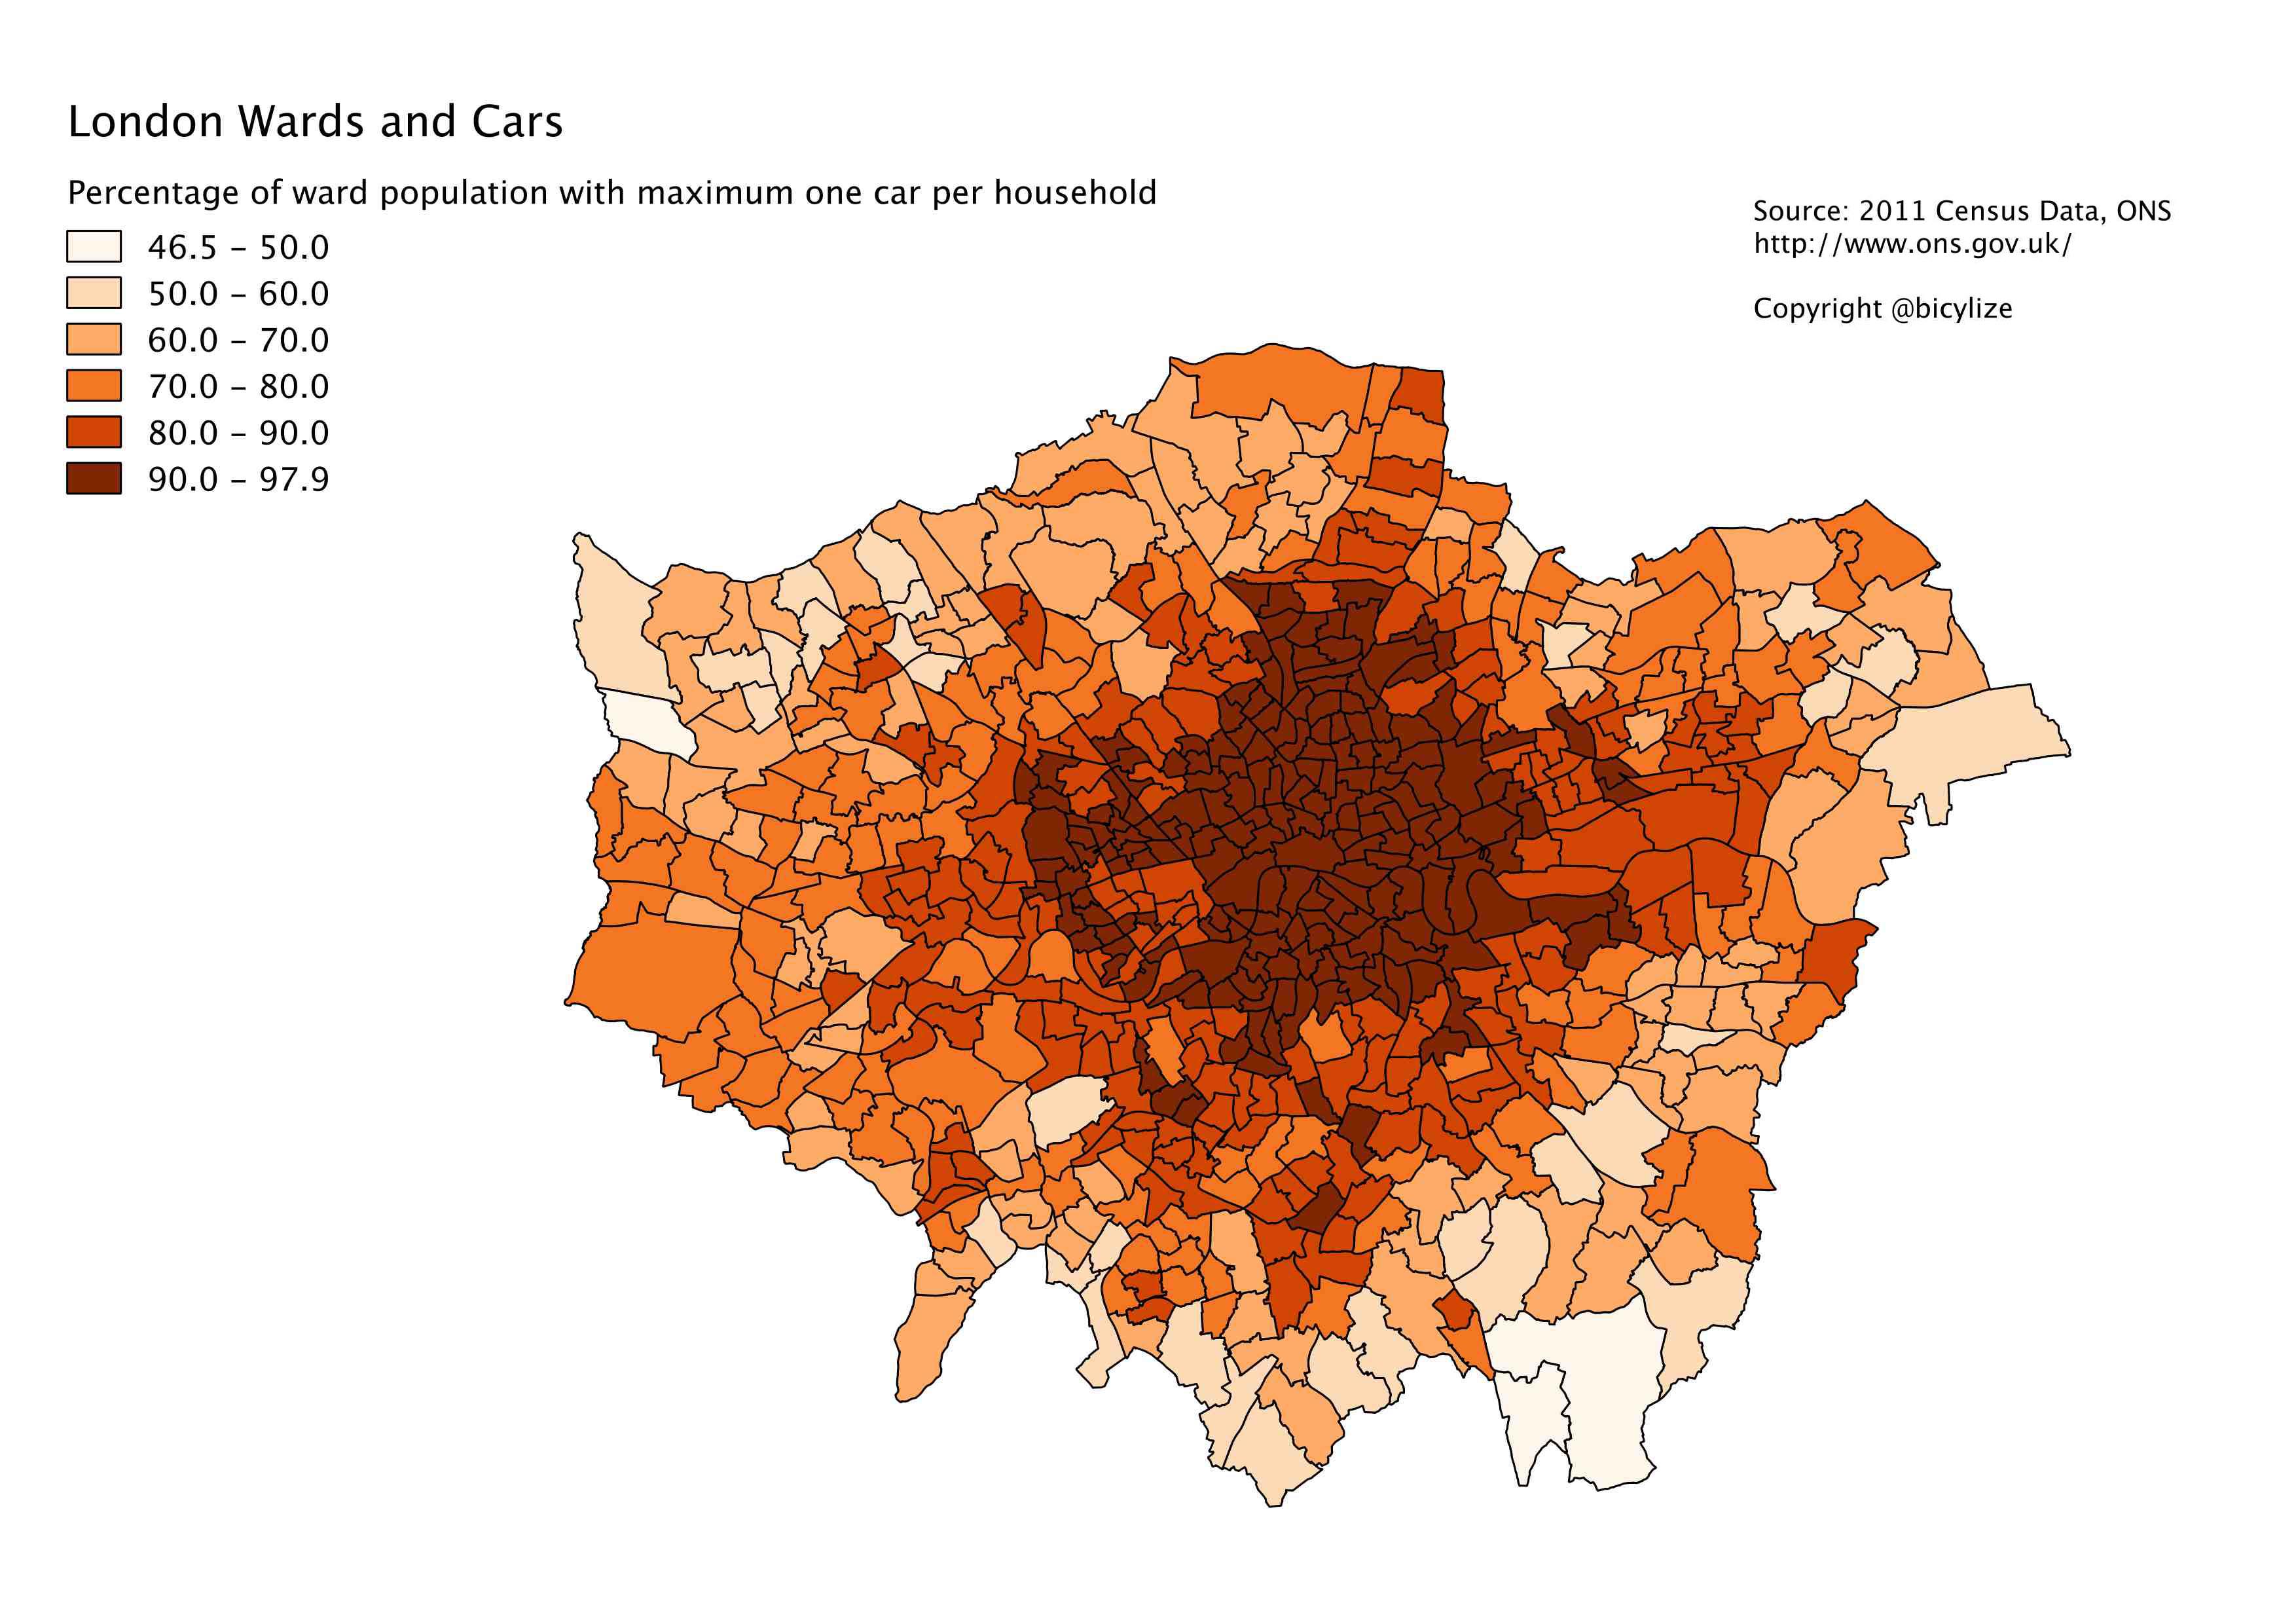 London Wards and Cars
Percentage of ward population with maximum one car per household
46.5 – 50.0
50.0 – 60.0
60.0 – 70.0
70.0 – 80.0
80.0 – 90.0
90.0 – 97.9
Source: 2011 Census Data, ONS
http://www.ons.gov.uk/
Copyright @bicylize